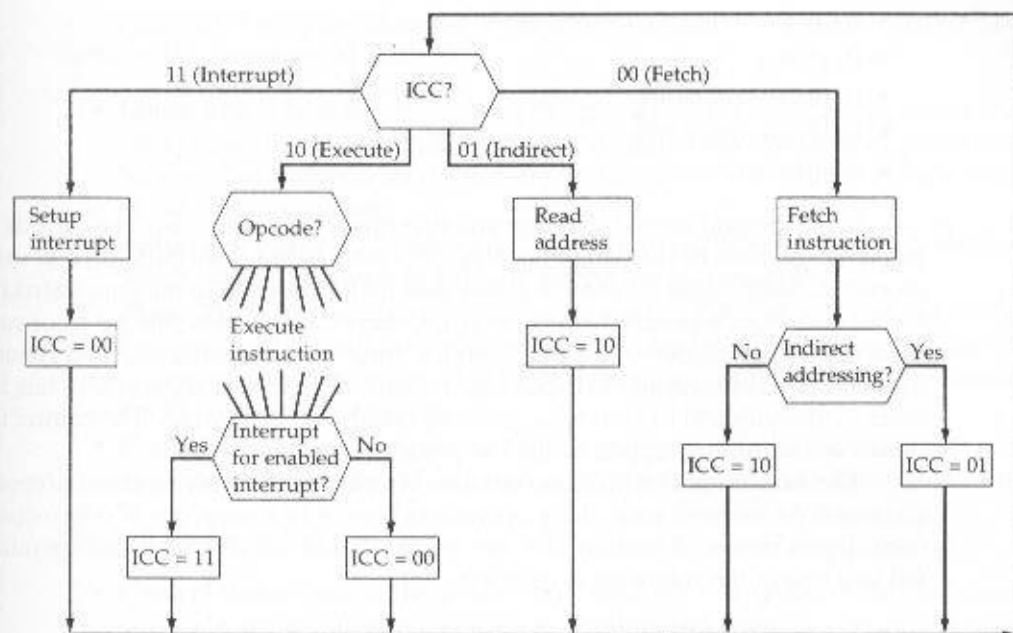 ICC?
11 (Interrupt)
00 (Fetch)
10 (Execute)
01 (Indirect)
Setup
interrupt
Opcode?
Read
address
Fetch
instruction
ICC = 00
Execute
instruction
ICC = 10
No
Indirect
addressing?
Yes
Yes
Interrupt
for enabled
interrupt?
No
ICC = 10
ICC = 01
ICC = 11
ICC = 00